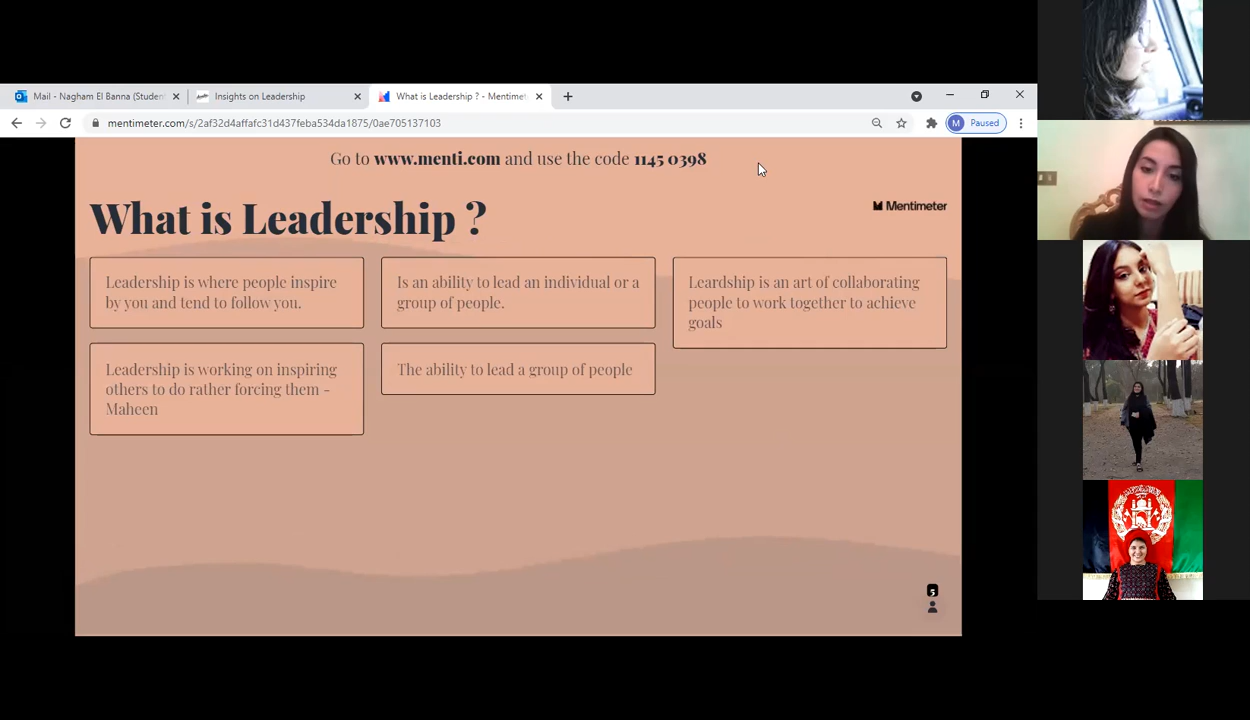 Mail - Nagham El Banna (Studen
Insights on Leadership
What is Leadership ? - Mentimet
mentimeter.com/s/2af32d4affafc31d437feba534da1875/0ae705137103
M Paused
Go to www.menti.com and use the code 1145 0398
What is Leadership ?
Mentimeter
Leadership is where people inspire
by you and tend to follow you.
Is an ability to lead an individual or a
group of people.
Leardship is an art of collaborating
people to work together to achieve
goals
Leadership is working on inspiring
others to do rather forcing them -
Maheen
The ability to lead a group of people
5